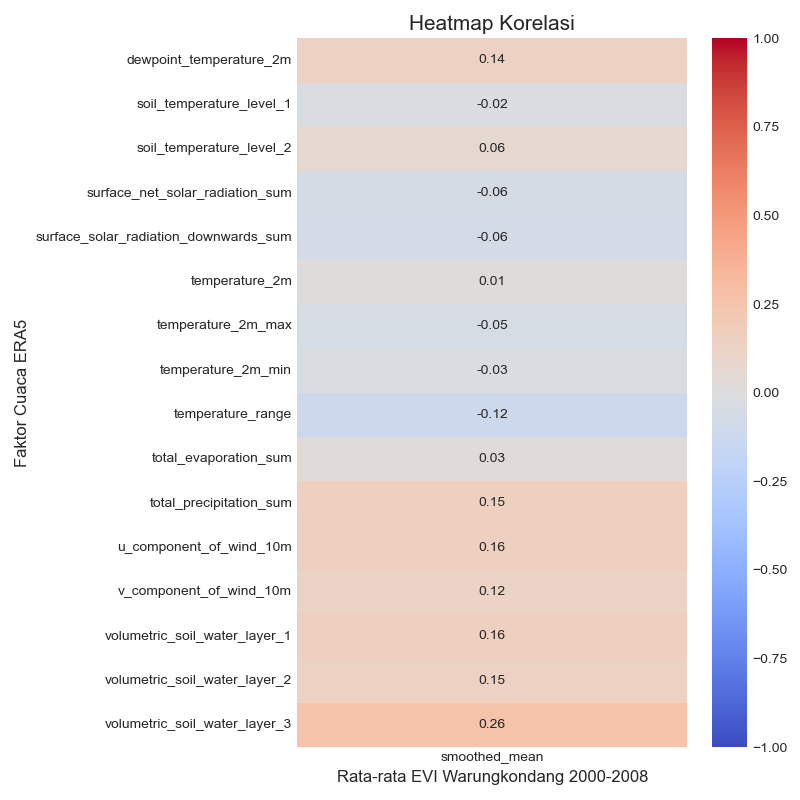 Heatmap Korelasi
dewpoint_temperature_2m 0.14
soil_temperature_level_1 -0.02
soil_temperature_level_2 0.06
surface_net_solar_radiation_sum -0.06
surface_solar_radiation_downwards_sum -0.06
temperature_2m 0.01
temperature_2m_max -0.05
temperature_2m_min -0.03
temperature_range -0.12
total_evaporation_sum 0.03
total_precipitation_sum 0.15
u_component_of_wind_10m 0.16
v_component_of_wind_10m 0.12
volumetric_soil_water_layer_1 0.16
volumetric_soil_water_layer_2 0.15
volumetric_soil_water_layer_3 0.26
Faktor Cuaca ERA5
smoothed_mean
Rata-rata EVI Warungkondang 2000-2008
1.00
0.75
0.50
0.25
0.00
−0.25
−0.50
−0.75
−1.00